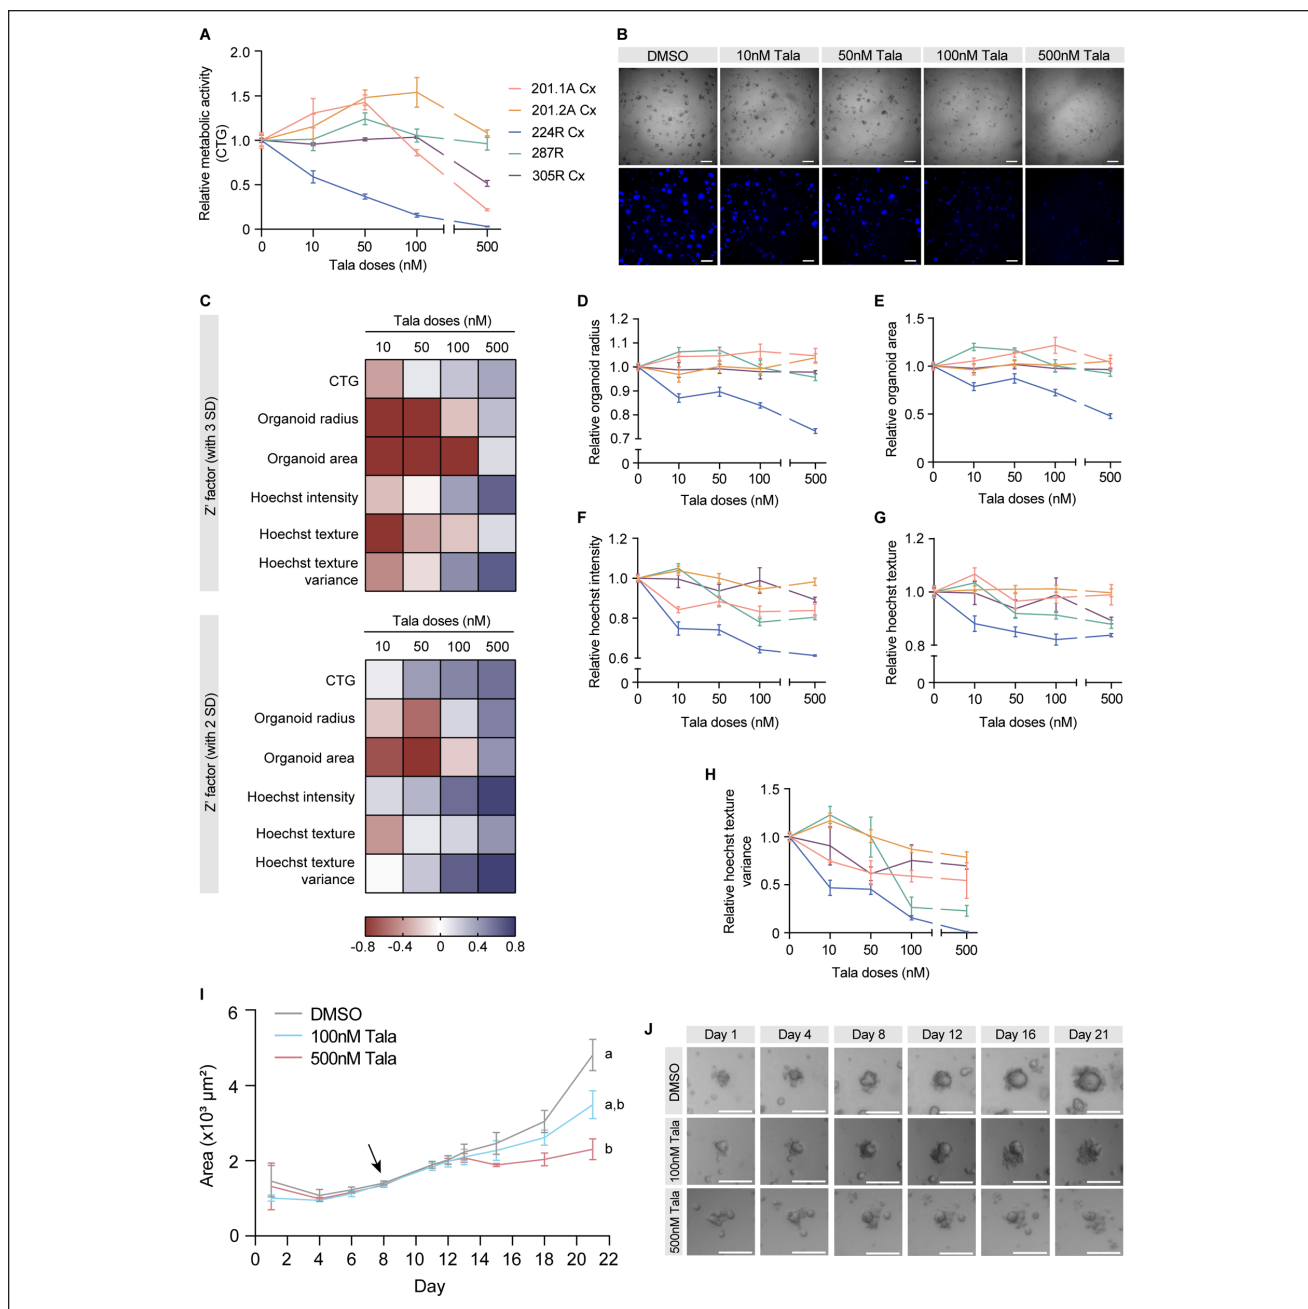 A
Relative metabolic activity
(CTG)
2.0
1.5
1.0
0.5
0
0 10 50 100 500
Tala doses (nM)
201.1A Cx
201.2A Cx
224R Cx
287R
305R Cx
B
DMSO 10nM Tala 50nM Tala 100nM Tala 500nM Tala
C
Z' factor (with 3 SD)
Tala doses (nM)
10 50 100 500
CTG
Organoid radius
Organoid area
Hoechst intensity
Hoechst texture
Hoechst texture
variance
Z' factor (with 2 SD)
Tala doses (nM)
10 50 100 500
CTG
Organoid radius
Organoid area
Hoechst intensity
Hoechst texture
Hoechst texture
variance
-0.8 -0.4 0 0.4 0.8
D
Relative organoid radius
1.2
1.1
1.0
0.9
0.8
0.7
0
0 10 50 100 500
Tala doses (nM)
E
Relative organoid area
1.5
1.0
0.5
0
0 10 50 100 500
Tala doses (nM)
F
Relative hoechst intensity
1.2
1.0
0.8
0.6
0
0 10 50 100 500
Tala doses (nM)
G
Relative hoechst texture
1.2
1.0
0.8
0
0 10 50 100 500
Tala doses (nM)
H
Relative hoechst texture
variance
1.5
1.0
0.5
0
0 10 50 100 500
Tala doses (nM)
I
Area (x10³ µm²)
6
4
2
0
DMSO
100nM Tala
500nM Tala
a
a,b
b
0 2 4 6 8 10 12 14 16 18 20 22
Day
J
Day 1 Day 4 Day 8 Day 12 Day 16 Day 21
DMSO
100nM Tala
500nM Tala